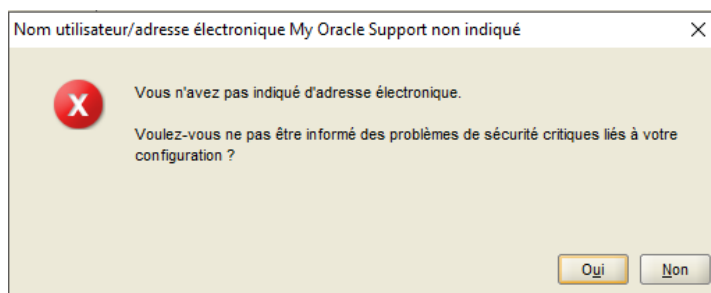 Nom utilisateur/adresse électronique My Oracle Support non indiqué
Vous n'avez pas indiqué d'adresse électronique.
Voulez-vous ne pas être informé des problèmes de sécurité critiques liés à votre
configuration ?
Oui
Non